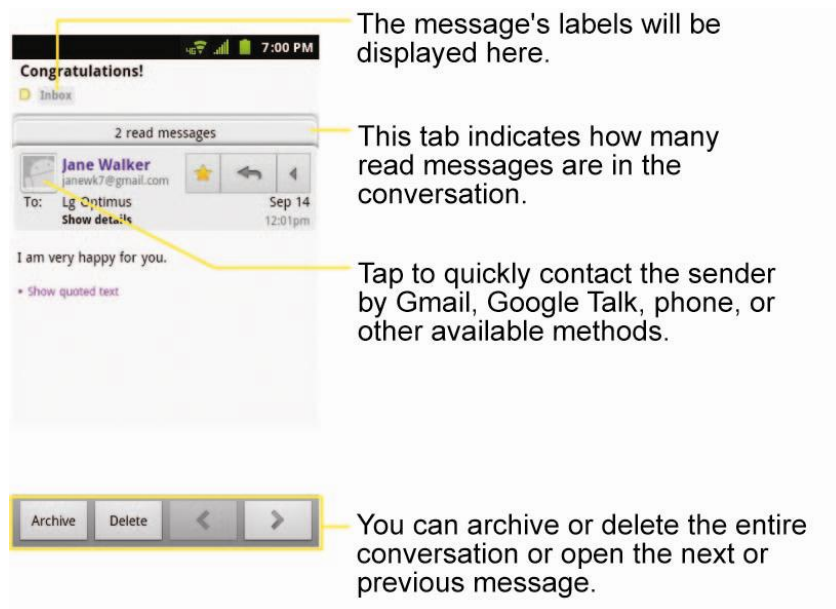 The message's labels will be
displayed here.
4G 7:00 PM
Congratulations!
Inbox
2 read messages
This tab indicates how many
read messages are in the
conversation.
Jane Walker
janewk7@gmail.com
To: Lg Optimus Sep 14
Show details 12:01pm
I am very happy for you.
• Show quoted text
Tap to quickly contact the sender
by Gmail, Google Talk, phone, or
other available methods.
Archive Delete
You can archive or delete the entire
conversation or open the next or
previous message.